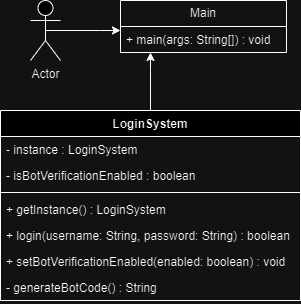 Main
+ main(args: String[]) : void
Actor
LoginSystem
- instance : LoginSystem
- isBotVerificationEnabled : boolean
+ getInstance() : LoginSystem
+ login(username: String, password: String) : boolean
+ setBotVerificationEnabled(enabled: boolean) : void
- generateBotCode() : String